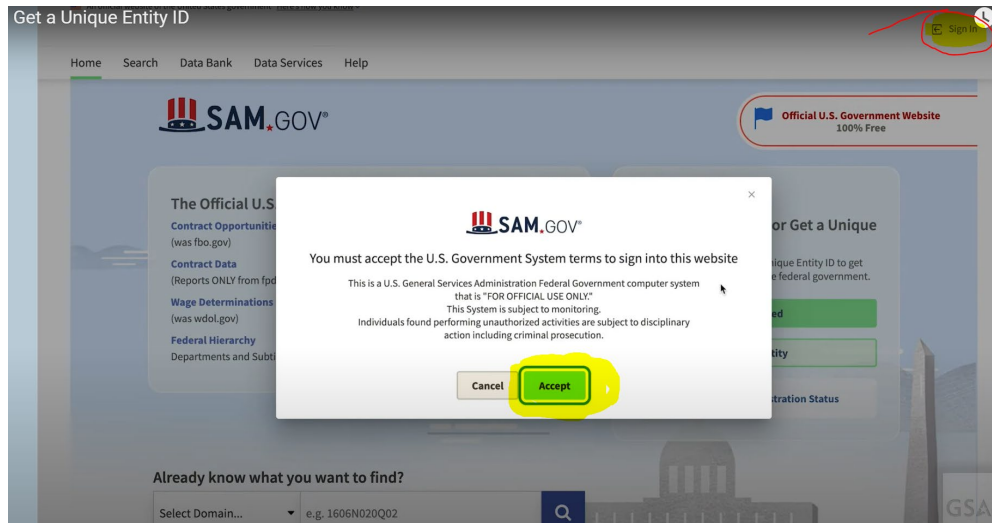 Get a Unique Entity ID
Sign In
Home Search Data Bank Data Services Help
SAM.GOV®
Official U.S. Government Website
100% Free
The Official U.S.
Contract Opportunitie
(was fbo.gov)
Contract Data
(Reports ONLY from fpd
Wage Determinations
(was wdol.gov)
Federal Hierarchy
Departments and Subti
or Get a Unique
nique Entity ID to get
e federal government.
ed
tity
stration Status
SAM.GOV®
You must accept the U.S. Government System terms to sign into this website
This is a U.S. General Services Administration Federal Government computer system
that is "FOR OFFICIAL USE ONLY."
This System is subject to monitoring.
Individuals found performing unauthorized activities are subject to disciplinary
action including criminal prosecution.
Cancel Accept
Already know what you want to find?
Select Domain... e.g. 1606N020Q02
GSA